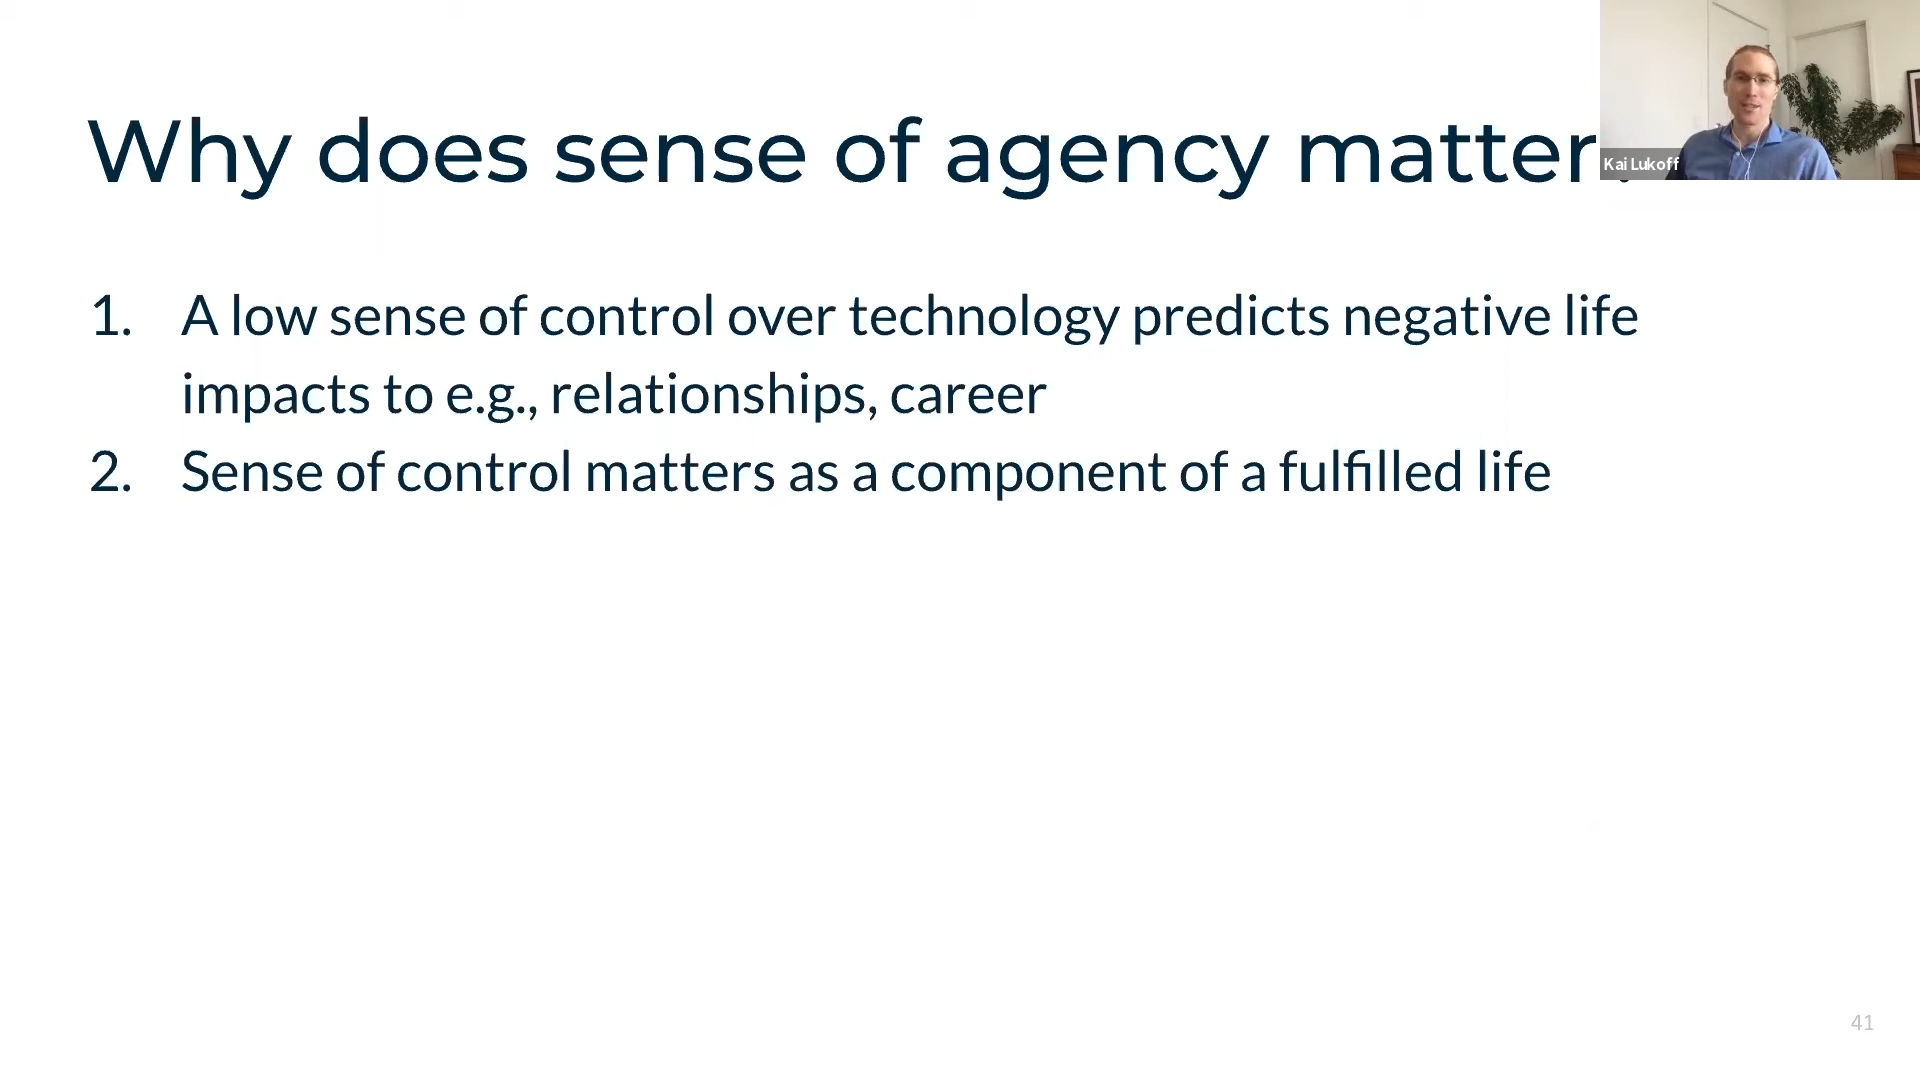 Why does sense of agency matter
Kai Lukoff
1. A low sense of control over technology predicts negative life
impacts to e.g., relationships, career
2. Sense of control matters as a component of a fulfilled life
41